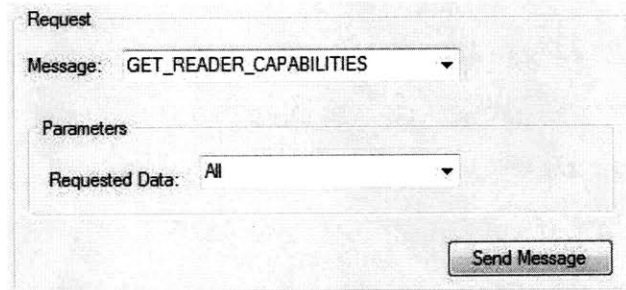 Request
Message: GET_READER_CAPABILITIES
Parameters
Requested Data: All
Send Message